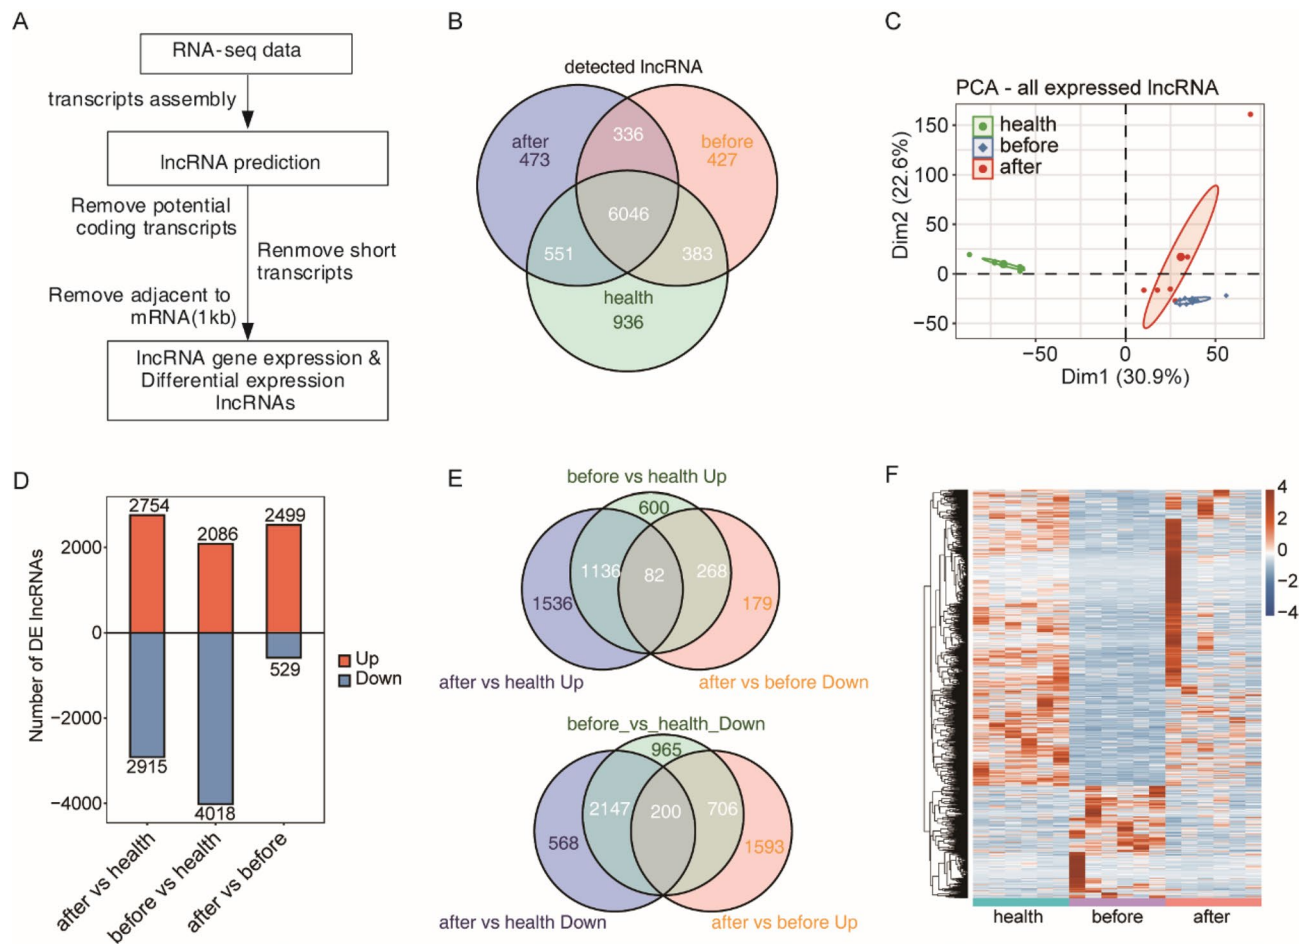 A
RNA-seq data
transcripts assembly
lncRNA prediction
Remove potential
coding transcripts
Renmove short
transcripts
Remove adjacent to
mRNA(1kb)
lncRNA gene expression &
Differential expression
lncRNAs
B
detected lncRNA
after
473
336
before
427
6046
551
383
health
936
C
PCA - all expressed lncRNA
health
before
after
150
100
50
0
−50
Dim2 (22.6%)
−50
0
50
Dim1 (30.9%)
D
2754
2086
2499
2000
0
−2000
−4000
Number of DE lncRNAs
529
2915
4018
Up
Down
after vs health
before vs health
after vs before
E
before vs health Up
600
1136
82
268
1536
179
after vs health Up
after vs before Down
before_vs_health_Down
965
2147
200
706
568
1593
after vs health Down
after vs before Up
F
4
2
0
−2
−4
health
before
after